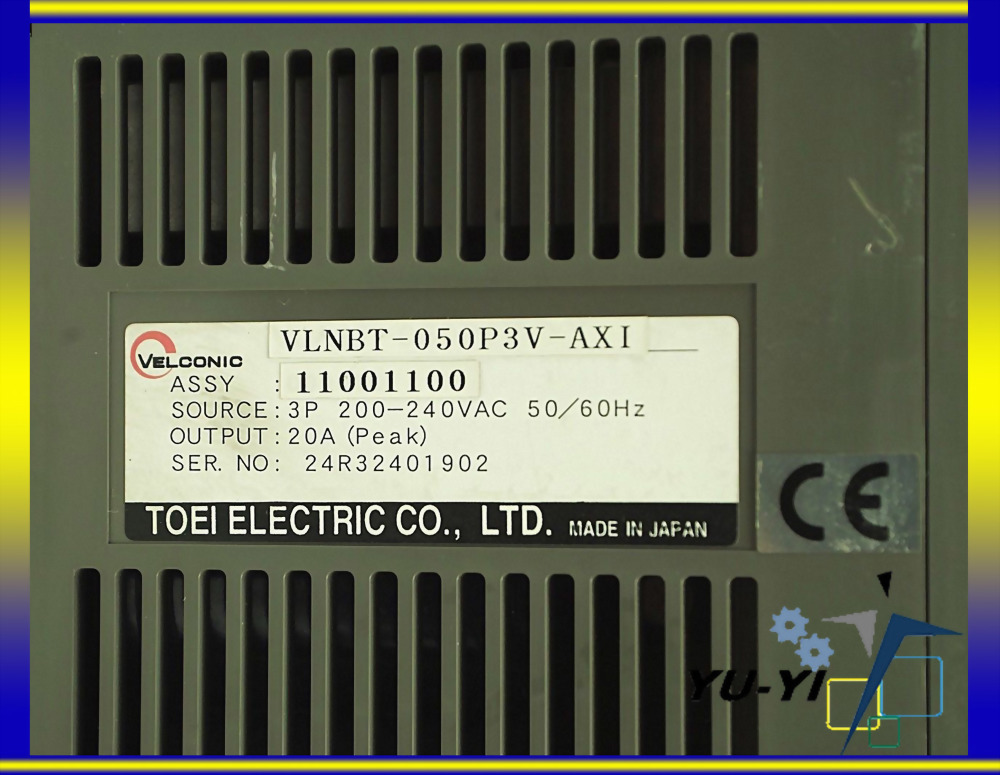 VELCONIC
VLNBT-050P3V-AXI
ASSY : 11001100
SOURCE: 3P 200-240VAC 50/60Hz
OUTPUT: 20A (Peak)
SER. NO: 24R32401902
TOEI ELECTRIC CO., LTD. MADE IN JAPAN
CE
YU-YI